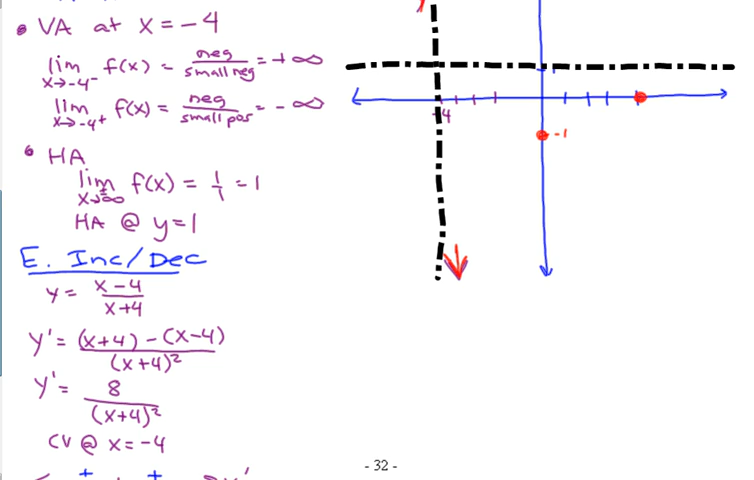 • VA at x = -4
lim x→-4⁻ f(x) = neg/small neg = +∞
lim x→-4⁺ f(x) = neg/small pos = -∞
• HA
lim x→∞ f(x) = 1/1 = 1
HA @ y=1
E. Inc/Dec
y = x-4/x+4
y' = (x+4) - (x-4)/(x+4)²
y' = 8/(x+4)²
CV @ x = -4
+ + y'
-4
-1
- 32 -